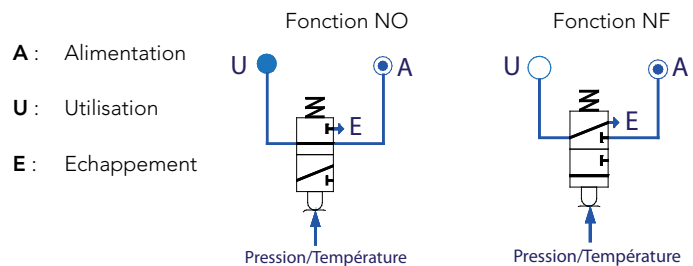 Fonction NO
Fonction NF
A : Alimentation
U : Utilisation
E : Echappement
U
A
E
Pression/Température
U
A
E
Pression/Température